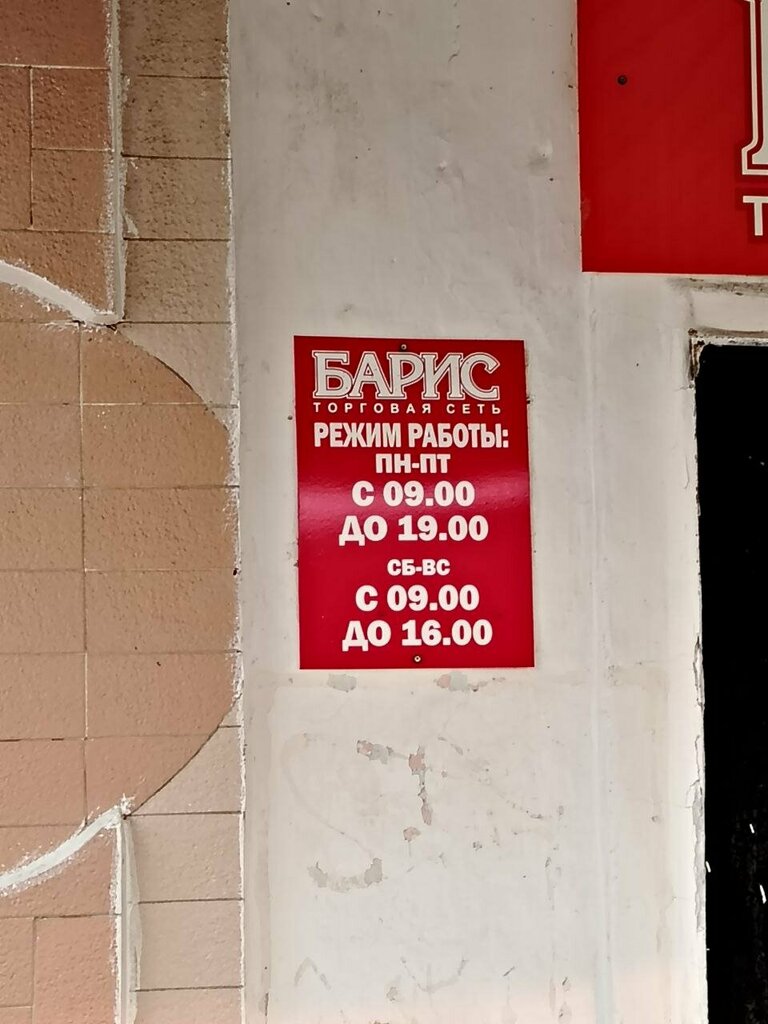 БАРИС
ТОРГОВАЯ СЕТЬ
РЕЖИМ РАБОТЫ:
ПН-ПТ
С 09.00
ДО 19.00
СБ-ВС
С 09.00
ДО 16.00